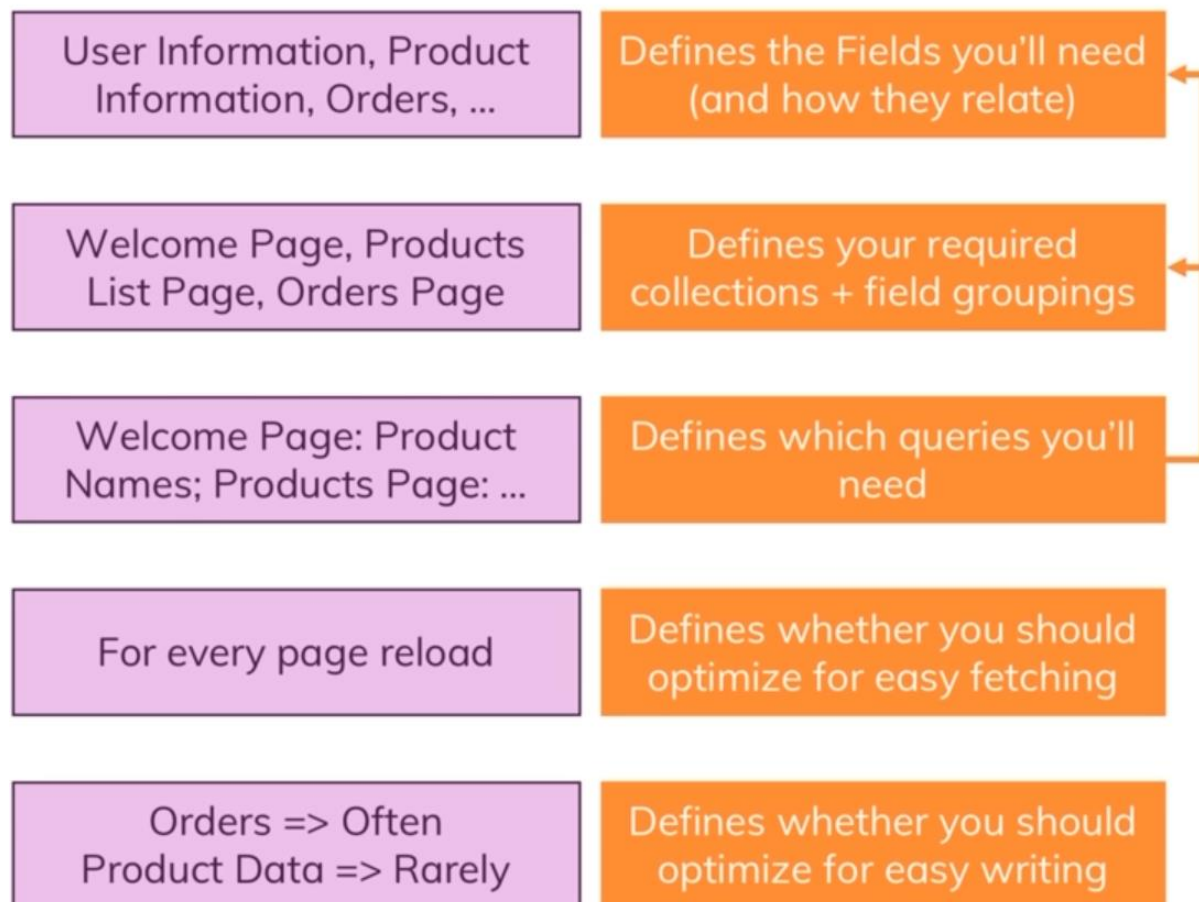 User Information, Product
Information, Orders, ...
Defines the Fields you'll need
(and how they relate)
Welcome Page, Products
List Page, Orders Page
Defines your required
collections + field groupings
Welcome Page: Product
Names; Products Page: ...
Defines which queries you'll
need
For every page reload
Defines whether you should
optimize for easy fetching
Orders => Often
Product Data => Rarely
Defines whether you should
optimize for easy writing